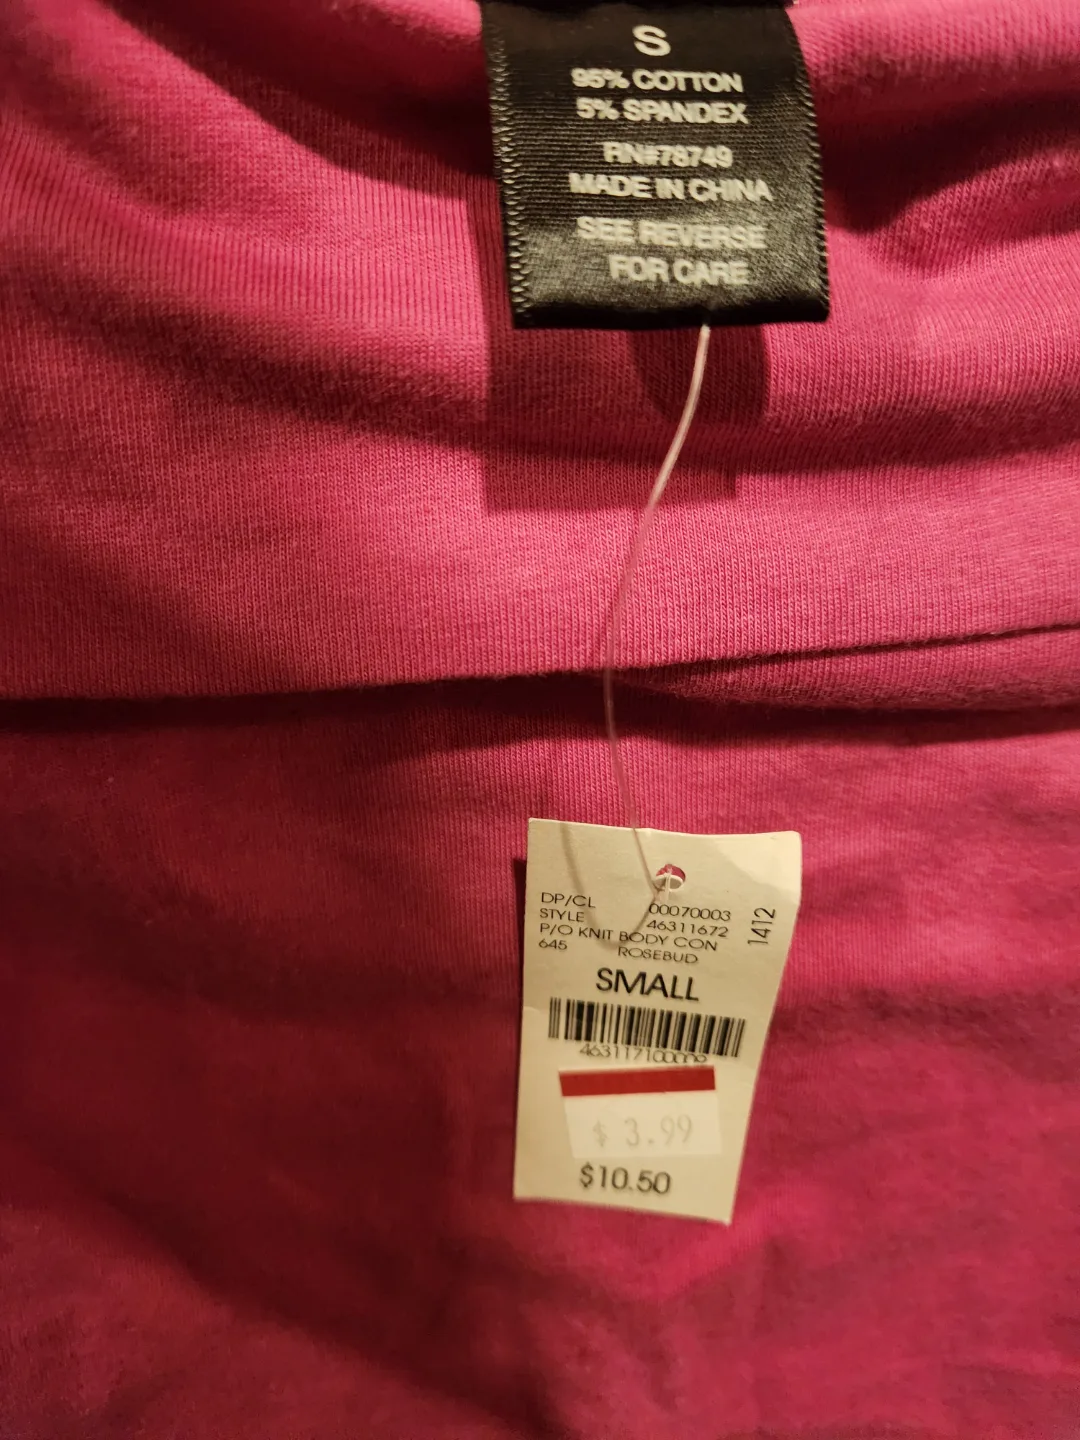 S
95% COTTON
5% SPANDEX
RN#78749
MADE IN CHINA
SEE REVERSE
FOR CARE
DP/CL 00070003
STYLE 46311672
P/O KNIT BODY CON
645 ROSEBUD
1412
SMALL
463117100009
$ 3.99
$10.50